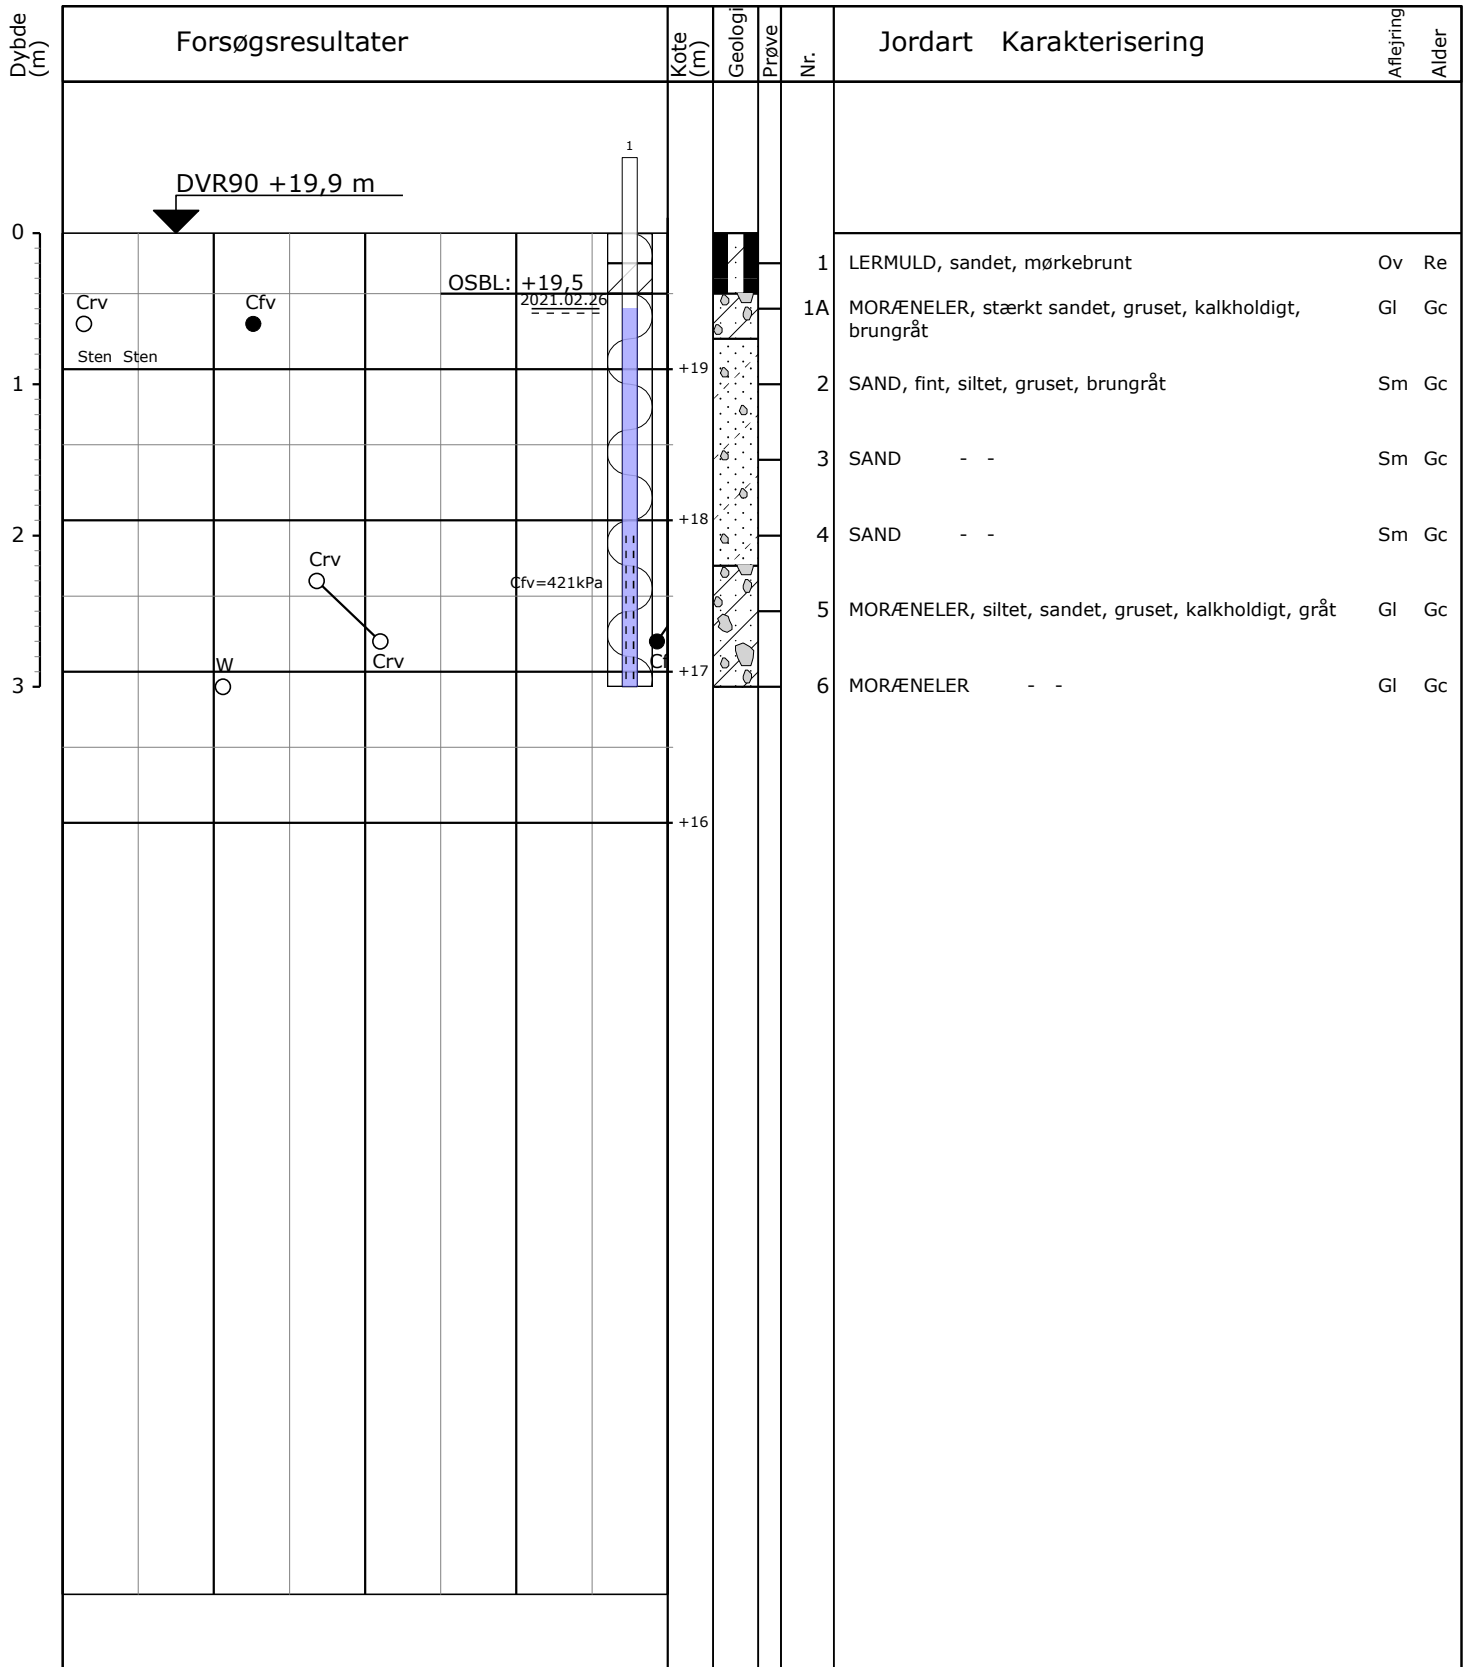 Dybde (m)
Forsøgsresultater
Kote (m)
Geologi
Prøve
Nr.
Jordart Karakterisering
Aflejring
Alder
1
DVR90 +19,9 m
0
OSBL: +19,5
2021.02.26
Crv
Cfv
Sten Sten
+19
1
+18
2
Crv
Cfv=421kPa
Crv
Cf
W
+17
3
+16
1 LERMULD, sandet, mørkebrunt Ov Re
1A MORÆNELER, stærkt sandet, gruset, kalkholdigt, Gl Gc
brungråt
2 SAND, fint, siltet, gruset, brungråt Sm Gc
3 SAND - - Sm Gc
4 SAND - - Sm Gc
5 MORÆNELER, siltet, sandet, gruset, kalkholdigt, gråt Gl Gc
6 MORÆNELER - - Gl Gc